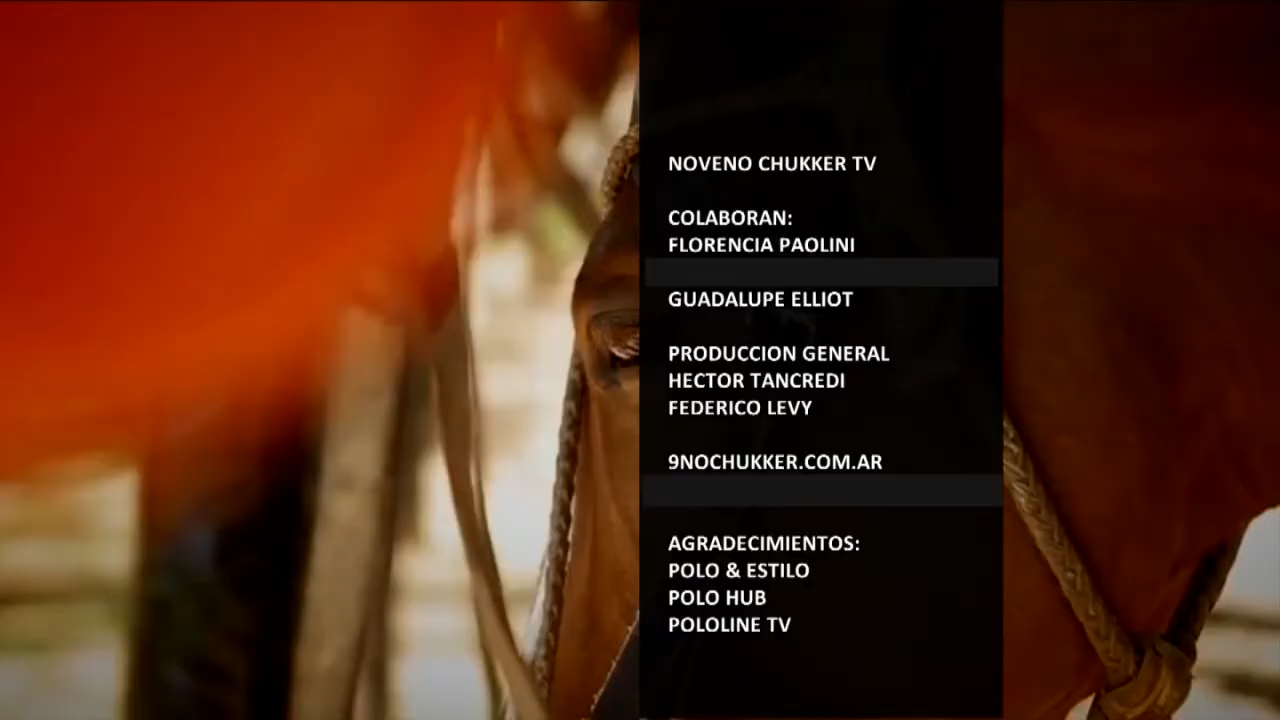 NOVENO CHUKKER TV
COLABORAN:
FLORENCIA PAOLINI
GUADALUPE ELLIOT
PRODUCCION GENERAL
HECTOR TANCREDI
FEDERICO LEVY
9NOCHUKKER.COM.AR
AGRADECIMIENTOS:
POLO & ESTILO
POLO HUB
POLOLINE TV